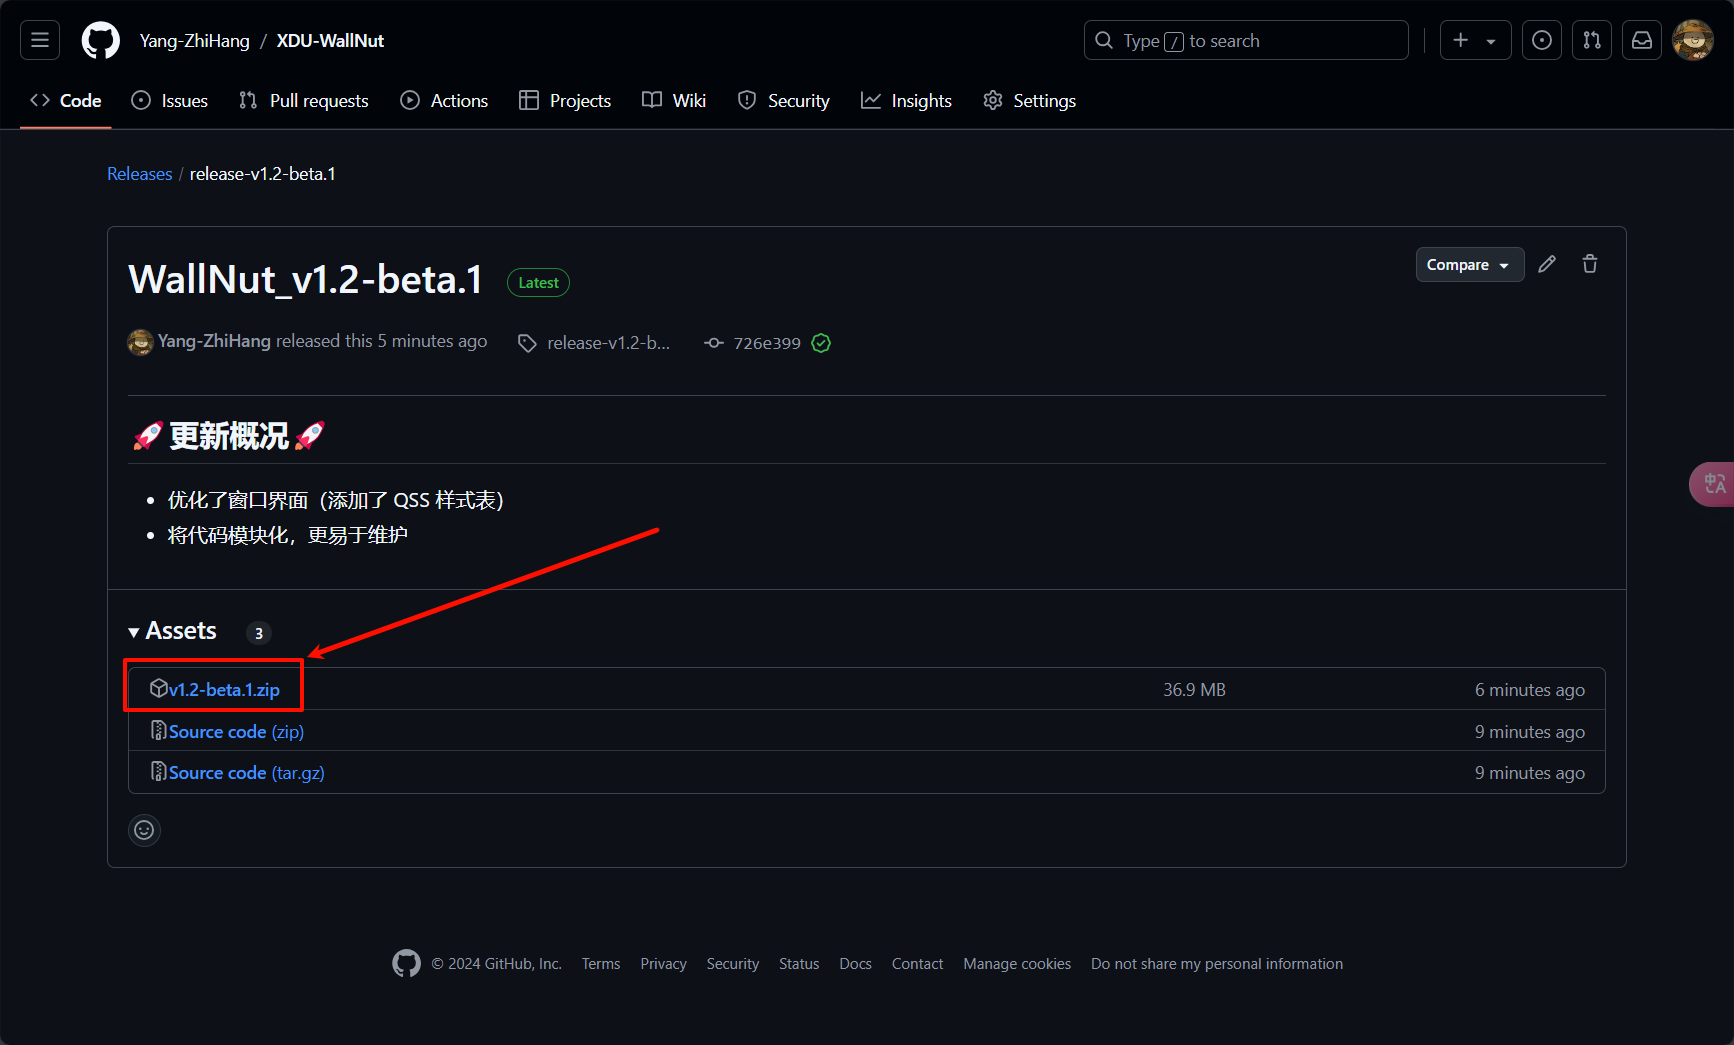 Yang-ZhiHang / XDU-WallNut
Type / to search
Code Issues Pull requests Actions Projects Wiki Security Insights Settings
Releases / release-v1.2-beta.1
WallNut_v1.2-beta.1 Latest
Compare
Yang-ZhiHang released this 5 minutes ago release-v1.2-b... 726e399
🚀更新概况🚀
优化了窗口界面（添加了 QSS 样式表）
将代码模块化，更易于维护
Assets 3
v1.2-beta.1.zip 36.9 MB 6 minutes ago
Source code (zip) 9 minutes ago
Source code (tar.gz) 9 minutes ago
© 2024 GitHub, Inc. Terms Privacy Security Status Docs Contact Manage cookies Do not share my personal information